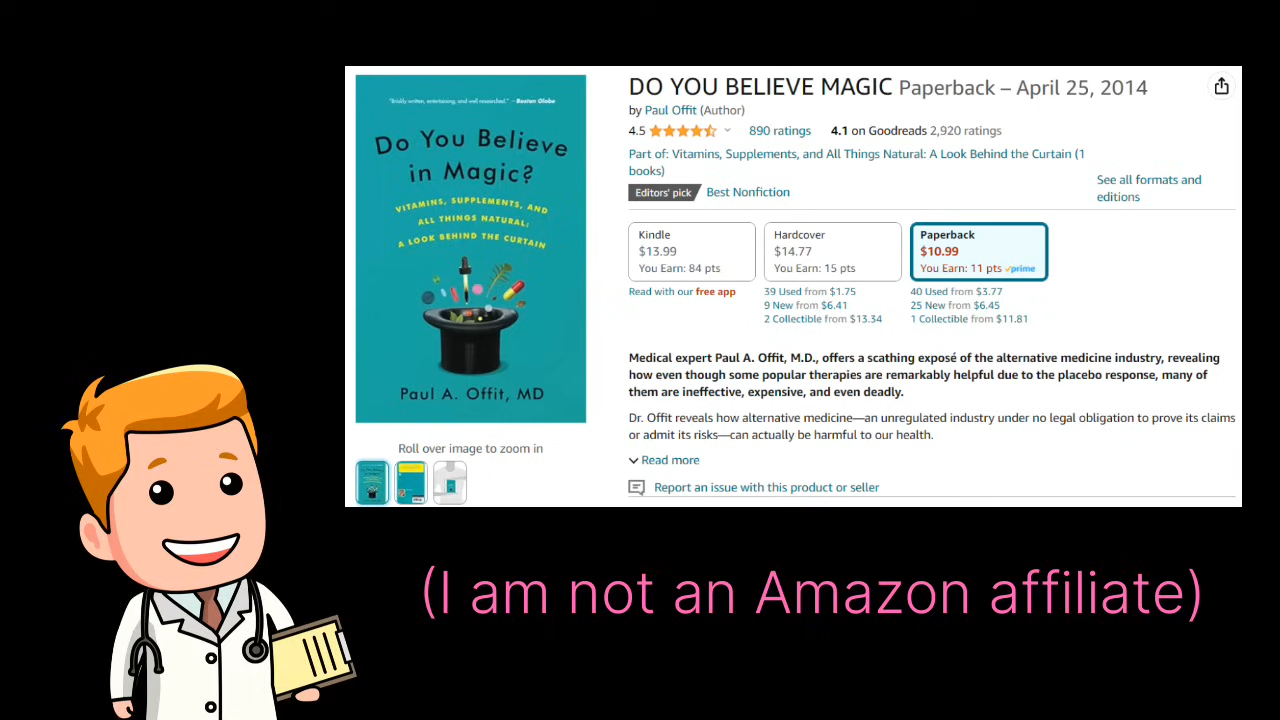 "Briskly written, entertaining, and well researched." — Boston Globe
Do You Believe
in Magic?
VITAMINS, SUPPLEMENTS, AND
ALL THINGS NATURAL:
A LOOK BEHIND THE CURTAIN
Paul A. Offit, MD
Roll over image to zoom in
DO YOU BELIEVE MAGIC Paperback – April 25, 2014
by Paul Offit (Author)
4.5 890 ratings 4.1 on Goodreads 2,920 ratings
Part of: Vitamins, Supplements, and All Things Natural: A Look Behind the Curtain (1
books)
Editors' pick Best Nonfiction
See all formats and
editions
Kindle
$13.99
You Earn: 84 pts
Read with our free app
Hardcover
$14.77
You Earn: 15 pts
39 Used from $1.75
9 New from $6.41
2 Collectible from $13.34
Paperback
$10.99
You Earn: 11 pts prime
40 Used from $3.77
25 New from $6.45
1 Collectible from $11.81
Medical expert Paul A. Offit, M.D., offers a scathing exposé of the alternative medicine industry, revealing
how even though some popular therapies are remarkably helpful due to the placebo response, many of
them are ineffective, expensive, and even deadly.
Dr. Offit reveals how alternative medicine—an unregulated industry under no legal obligation to prove its claims
or admit its risks—can actually be harmful to our health.
Read more
Report an issue with this product or seller
(I am not an Amazon affiliate)